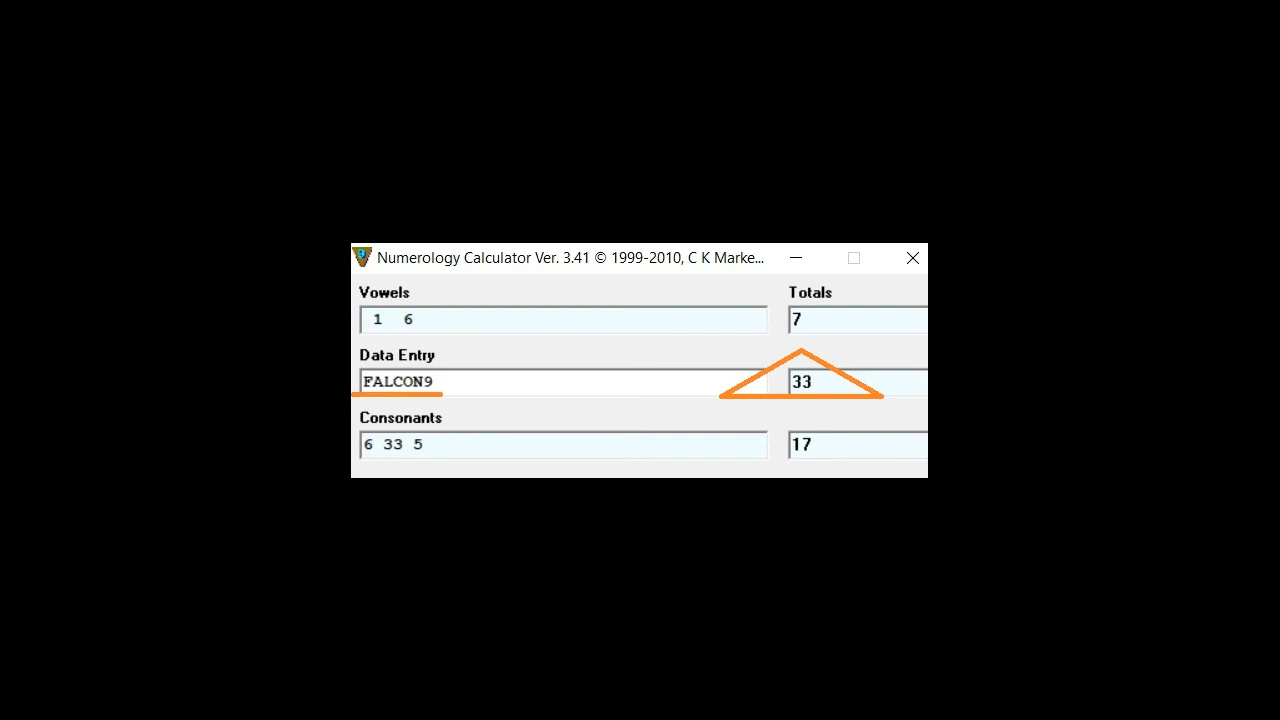 Numerology Calculator Ver. 3.41 © 1999-2010, C K Marke...
Vowels Totals
1 6 7
Data Entry
FALCON9 33
Consonants
6 33 5 17